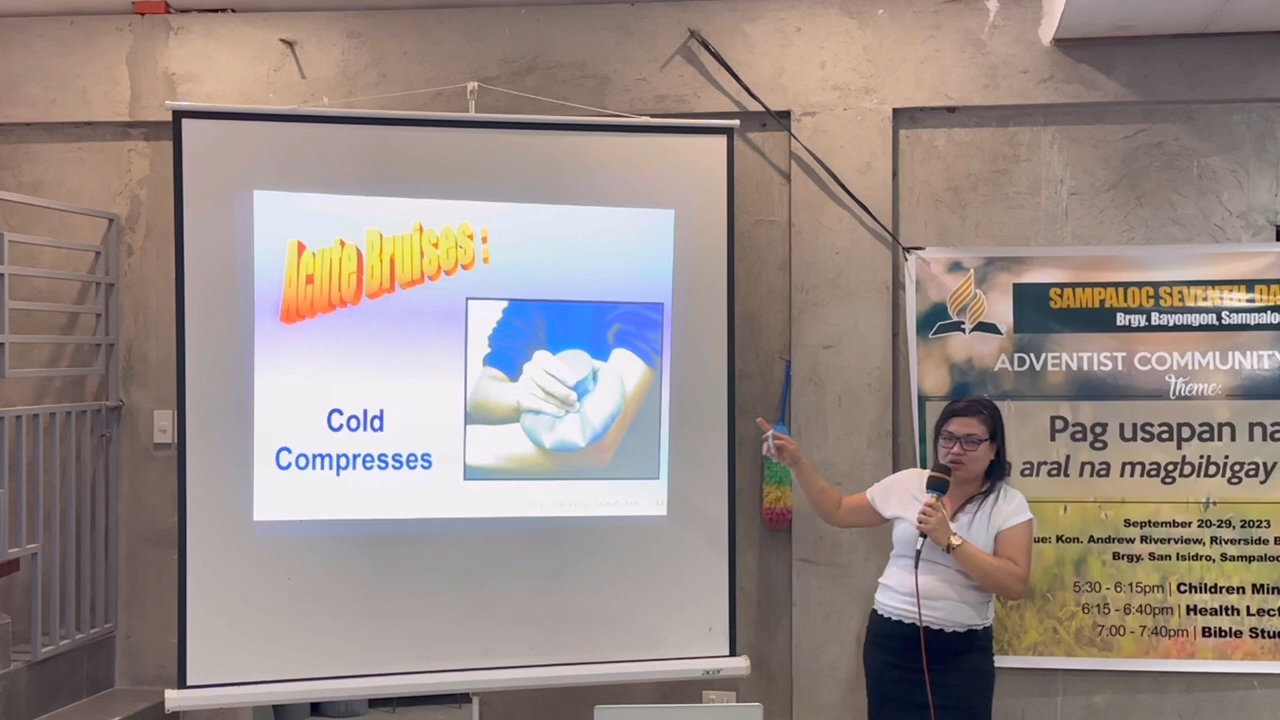 Acute Bruises :
Cold
Compresses
acer
SAMPALOC SEVENTH-DA
Brgy. Bayongon, Sampaloc
ADVENTIST COMMUNITY
Theme:
Pag usapan na
aral na magbibigay
September 20-29, 2023
ue: Kon. Andrew Riverview, Riverside B
Brgy. San Isidro, Sampaloc
5:30 - 6:15pm | Children Min
6:15 - 6:40pm | Health Lect
7:00 - 7:40pm | Bible Stu